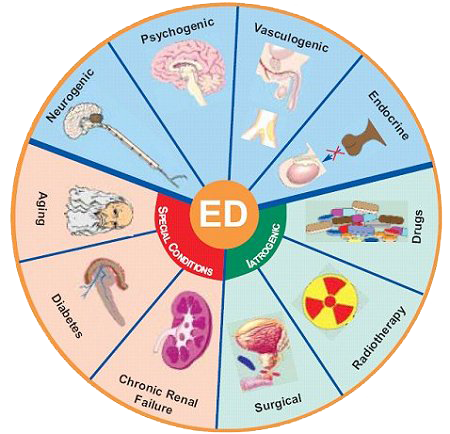 Psychogenic
Vasculogenic
Neurogenic
Endocrine
Aging
ED
Drugs
SPECIAL CONDITIONS
IATROGENIC
Diabetes
Radiotherapy
Chronic Renal
Failure
Surgical